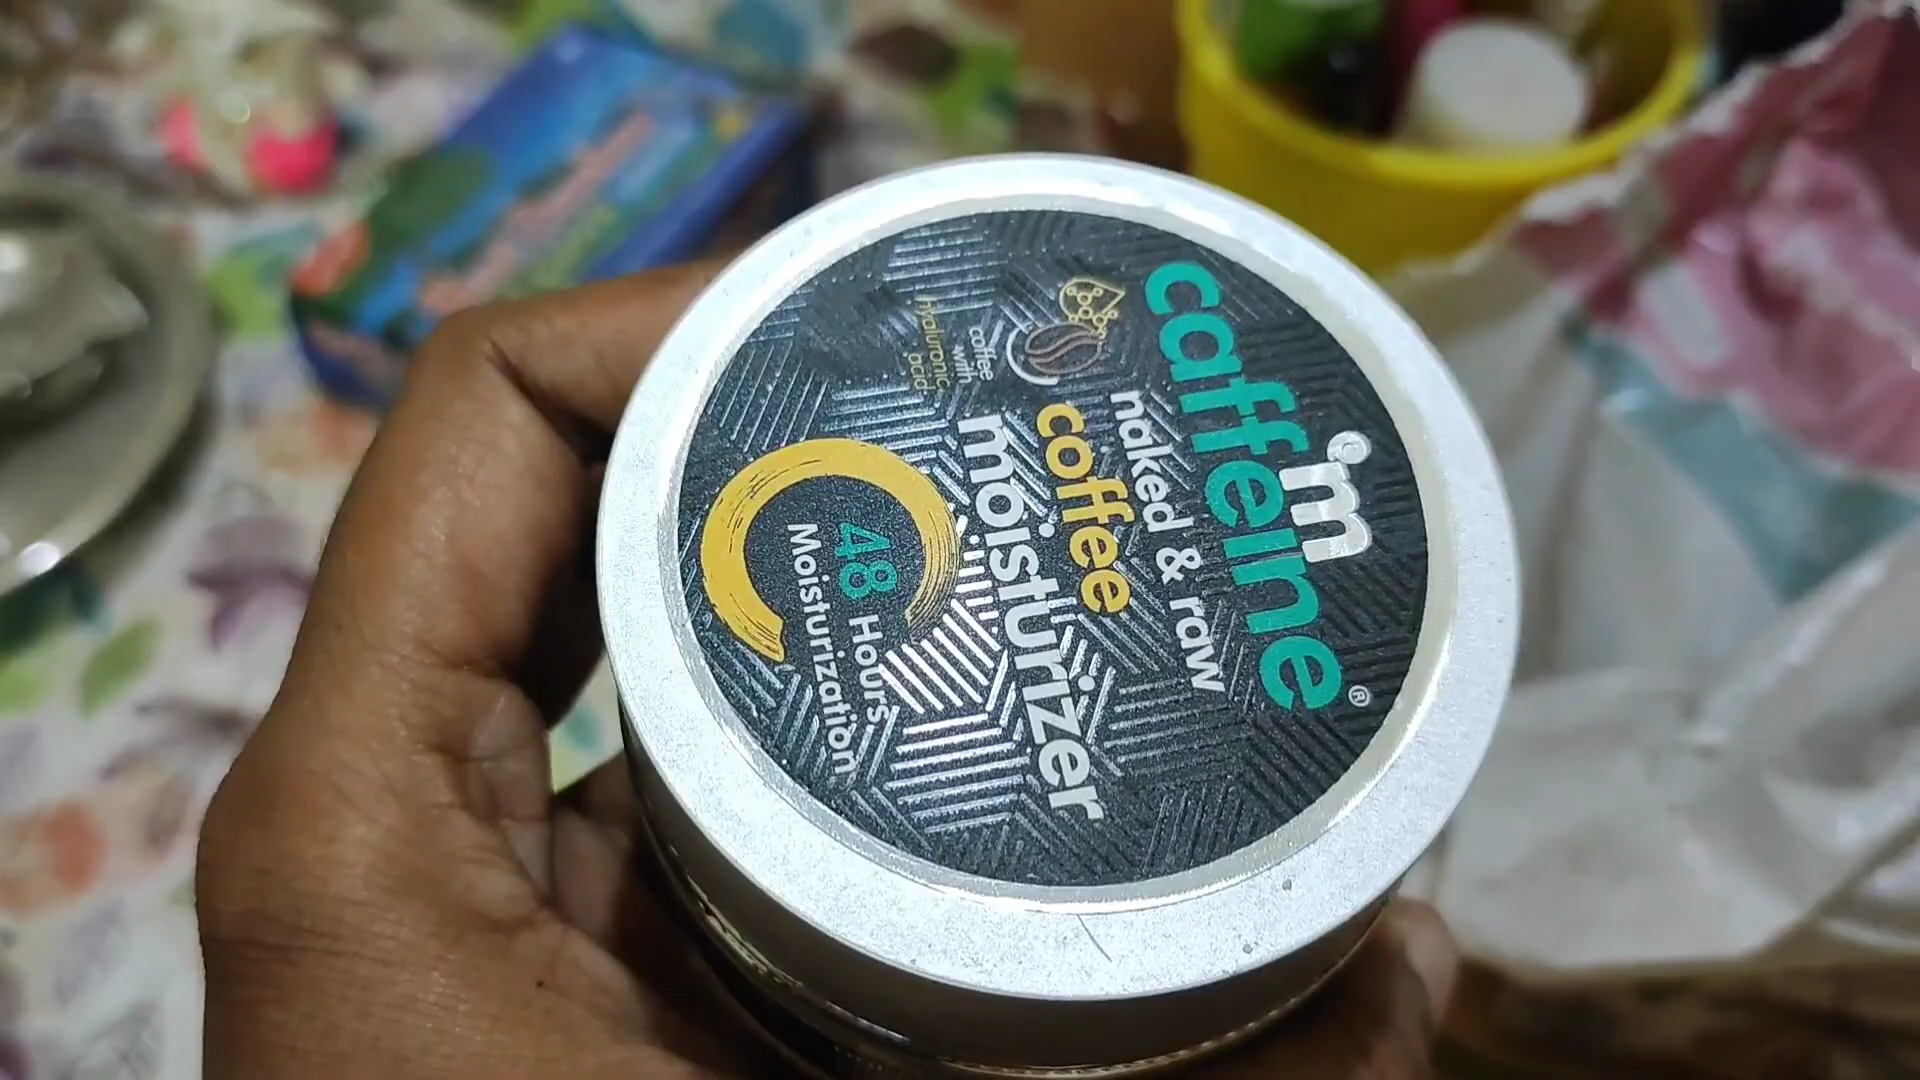 m
caffeine®
naked & raw
coffee
moisturizer
coffee
with
hyaluronic
acid
48 Hours
Moisturization